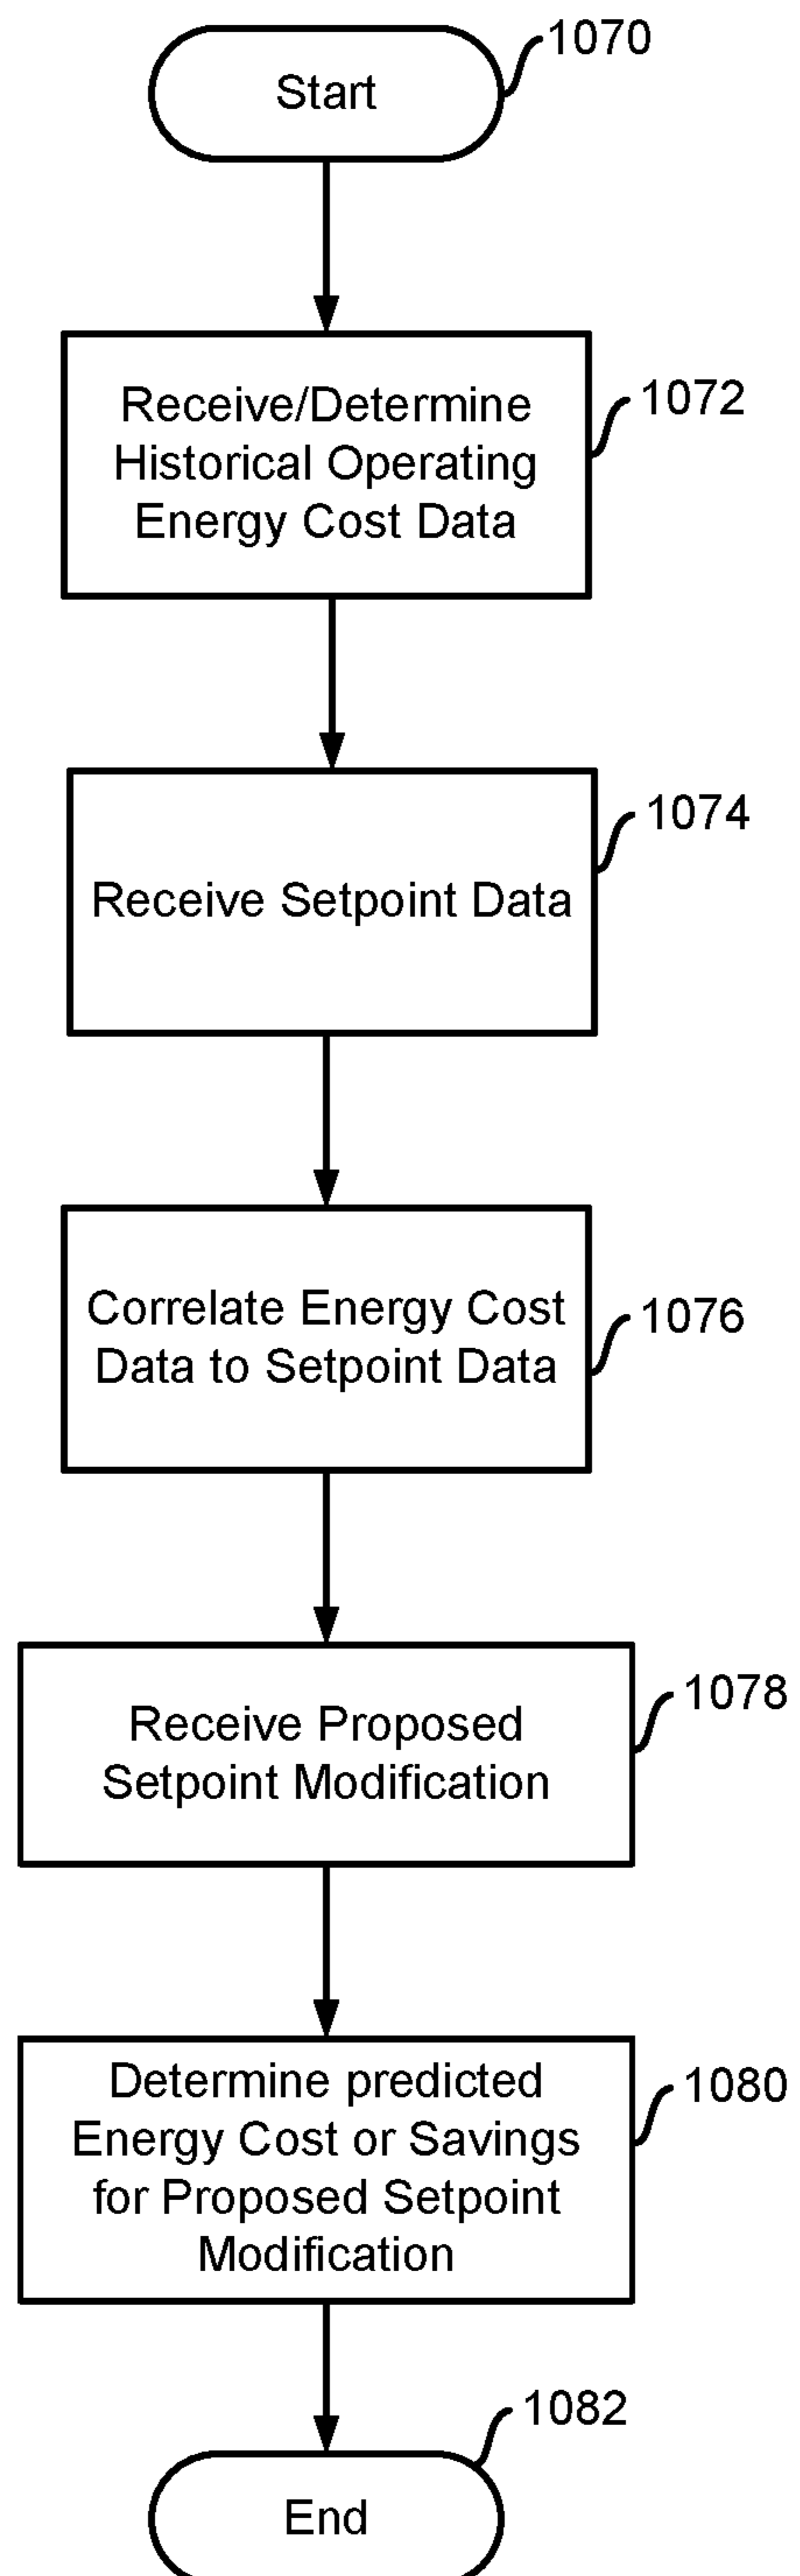 1070
Start
Receive/Determine
Historical Operating
Energy Cost Data
1072
Receive Setpoint Data
1074
Correlate Energy Cost
Data to Setpoint Data
1076
Receive Proposed
Setpoint Modification
1078
Determine predicted
Energy Cost or Savings
for Proposed Setpoint
Modification
1080
1082
End